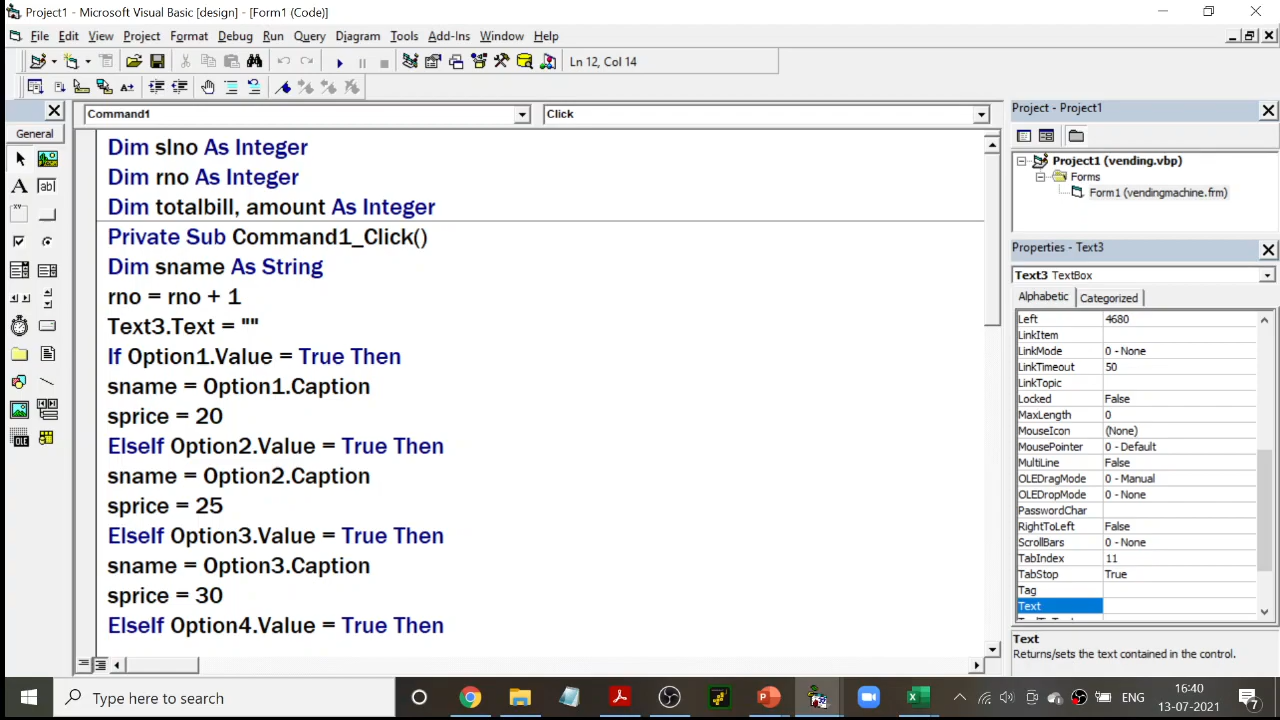 Project1 - Microsoft Visual Basic [design] - [Form1 (Code)]
File Edit View Project Format Debug Run Query Diagram Tools Add-Ins Window Help
Ln 12, Col 14
General
Command1 Click
Dim slno As Integer
Dim rno As Integer
Dim totalbill, amount As Integer
Private Sub Command1_Click()
Dim sname As String
rno = rno + 1
Text3.Text = ""
If Option1.Value = True Then
sname = Option1.Caption
sprice = 20
ElseIf Option2.Value = True Then
sname = Option2.Caption
sprice = 25
ElseIf Option3.Value = True Then
sname = Option3.Caption
sprice = 30
ElseIf Option4.Value = True Then
Project - Project1
Project1 (vending.vbp)
Forms
Form1 (vendingmachine.frm)
Properties - Text3
Text3 TextBox
Alphabetic Categorized
Left 4680
LinkItem
LinkMode 0 - None
LinkTimeout 50
LinkTopic
Locked False
MaxLength 0
MouseIcon (None)
MousePointer 0 - Default
MultiLine False
OLEDragMode 0 - Manual
OLEDropMode 0 - None
PasswordChar
RightToLeft False
ScrollBars 0 - None
TabIndex 11
TabStop True
Tag
Text
Text
Returns/sets the text contained in the control.
Type here to search
ENG
16:40
13-07-2021
7